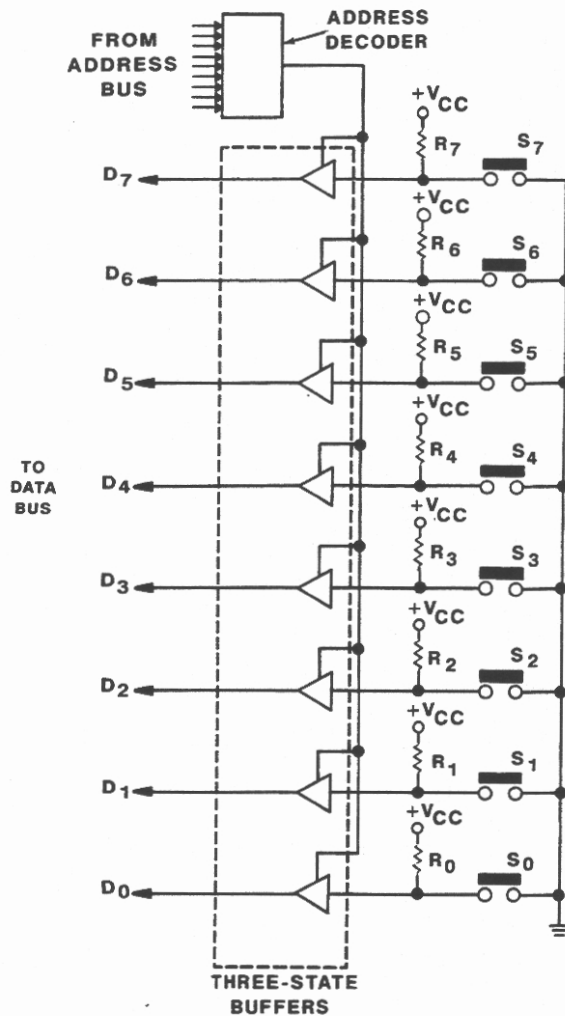 FROM
ADDRESS
BUS
ADDRESS
DECODER
+VCC
R7
S7
D7
+VCC
R6
S6
D6
+VCC
R5
S5
D5
+VCC
R4
S4
D4
TO
DATA
BUS
+VCC
R3
S3
D3
+VCC
R2
S2
D2
+VCC
R1
S1
D1
+VCC
R0
S0
D0
THREE-STATE
BUFFERS